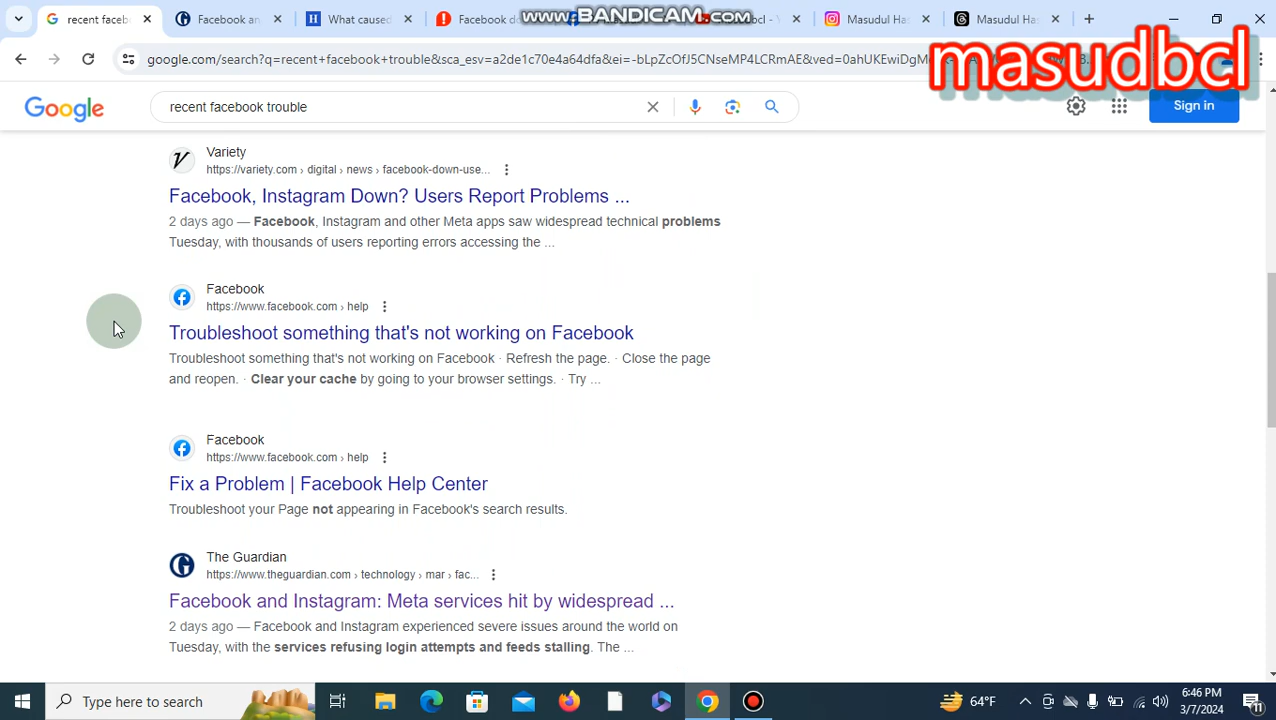 recent faceb
Facebook an
What caused
Facebook do
Masudul Ha
Masudul Ha
www.BANDICAM.com
google.com/search?q=recent+facebook+trouble&sca_esv=a2de1c70e4a64dfa&ei=-bLpZcOfJ5CNseMP4LCRmAE&ved=0ahUKEwiDgM
masudbcl
Google
recent facebook trouble
Sign in
Variety
https://variety.com › digital › news › facebook-down-use...
Facebook, Instagram Down? Users Report Problems ...
2 days ago — Facebook, Instagram and other Meta apps saw widespread technical problems
Tuesday, with thousands of users reporting errors accessing the ...
Facebook
https://www.facebook.com › help
Troubleshoot something that's not working on Facebook
Troubleshoot something that's not working on Facebook · Refresh the page. · Close the page
and reopen. · Clear your cache by going to your browser settings. · Try ...
Facebook
https://www.facebook.com › help
Fix a Problem | Facebook Help Center
Troubleshoot your Page not appearing in Facebook's search results.
The Guardian
https://www.theguardian.com › technology › mar › fac...
Facebook and Instagram: Meta services hit by widespread ...
2 days ago — Facebook and Instagram experienced severe issues around the world on
Tuesday, with the services refusing login attempts and feeds stalling. The ...
Type here to search
64°F
6:46 PM
3/7/2024
11